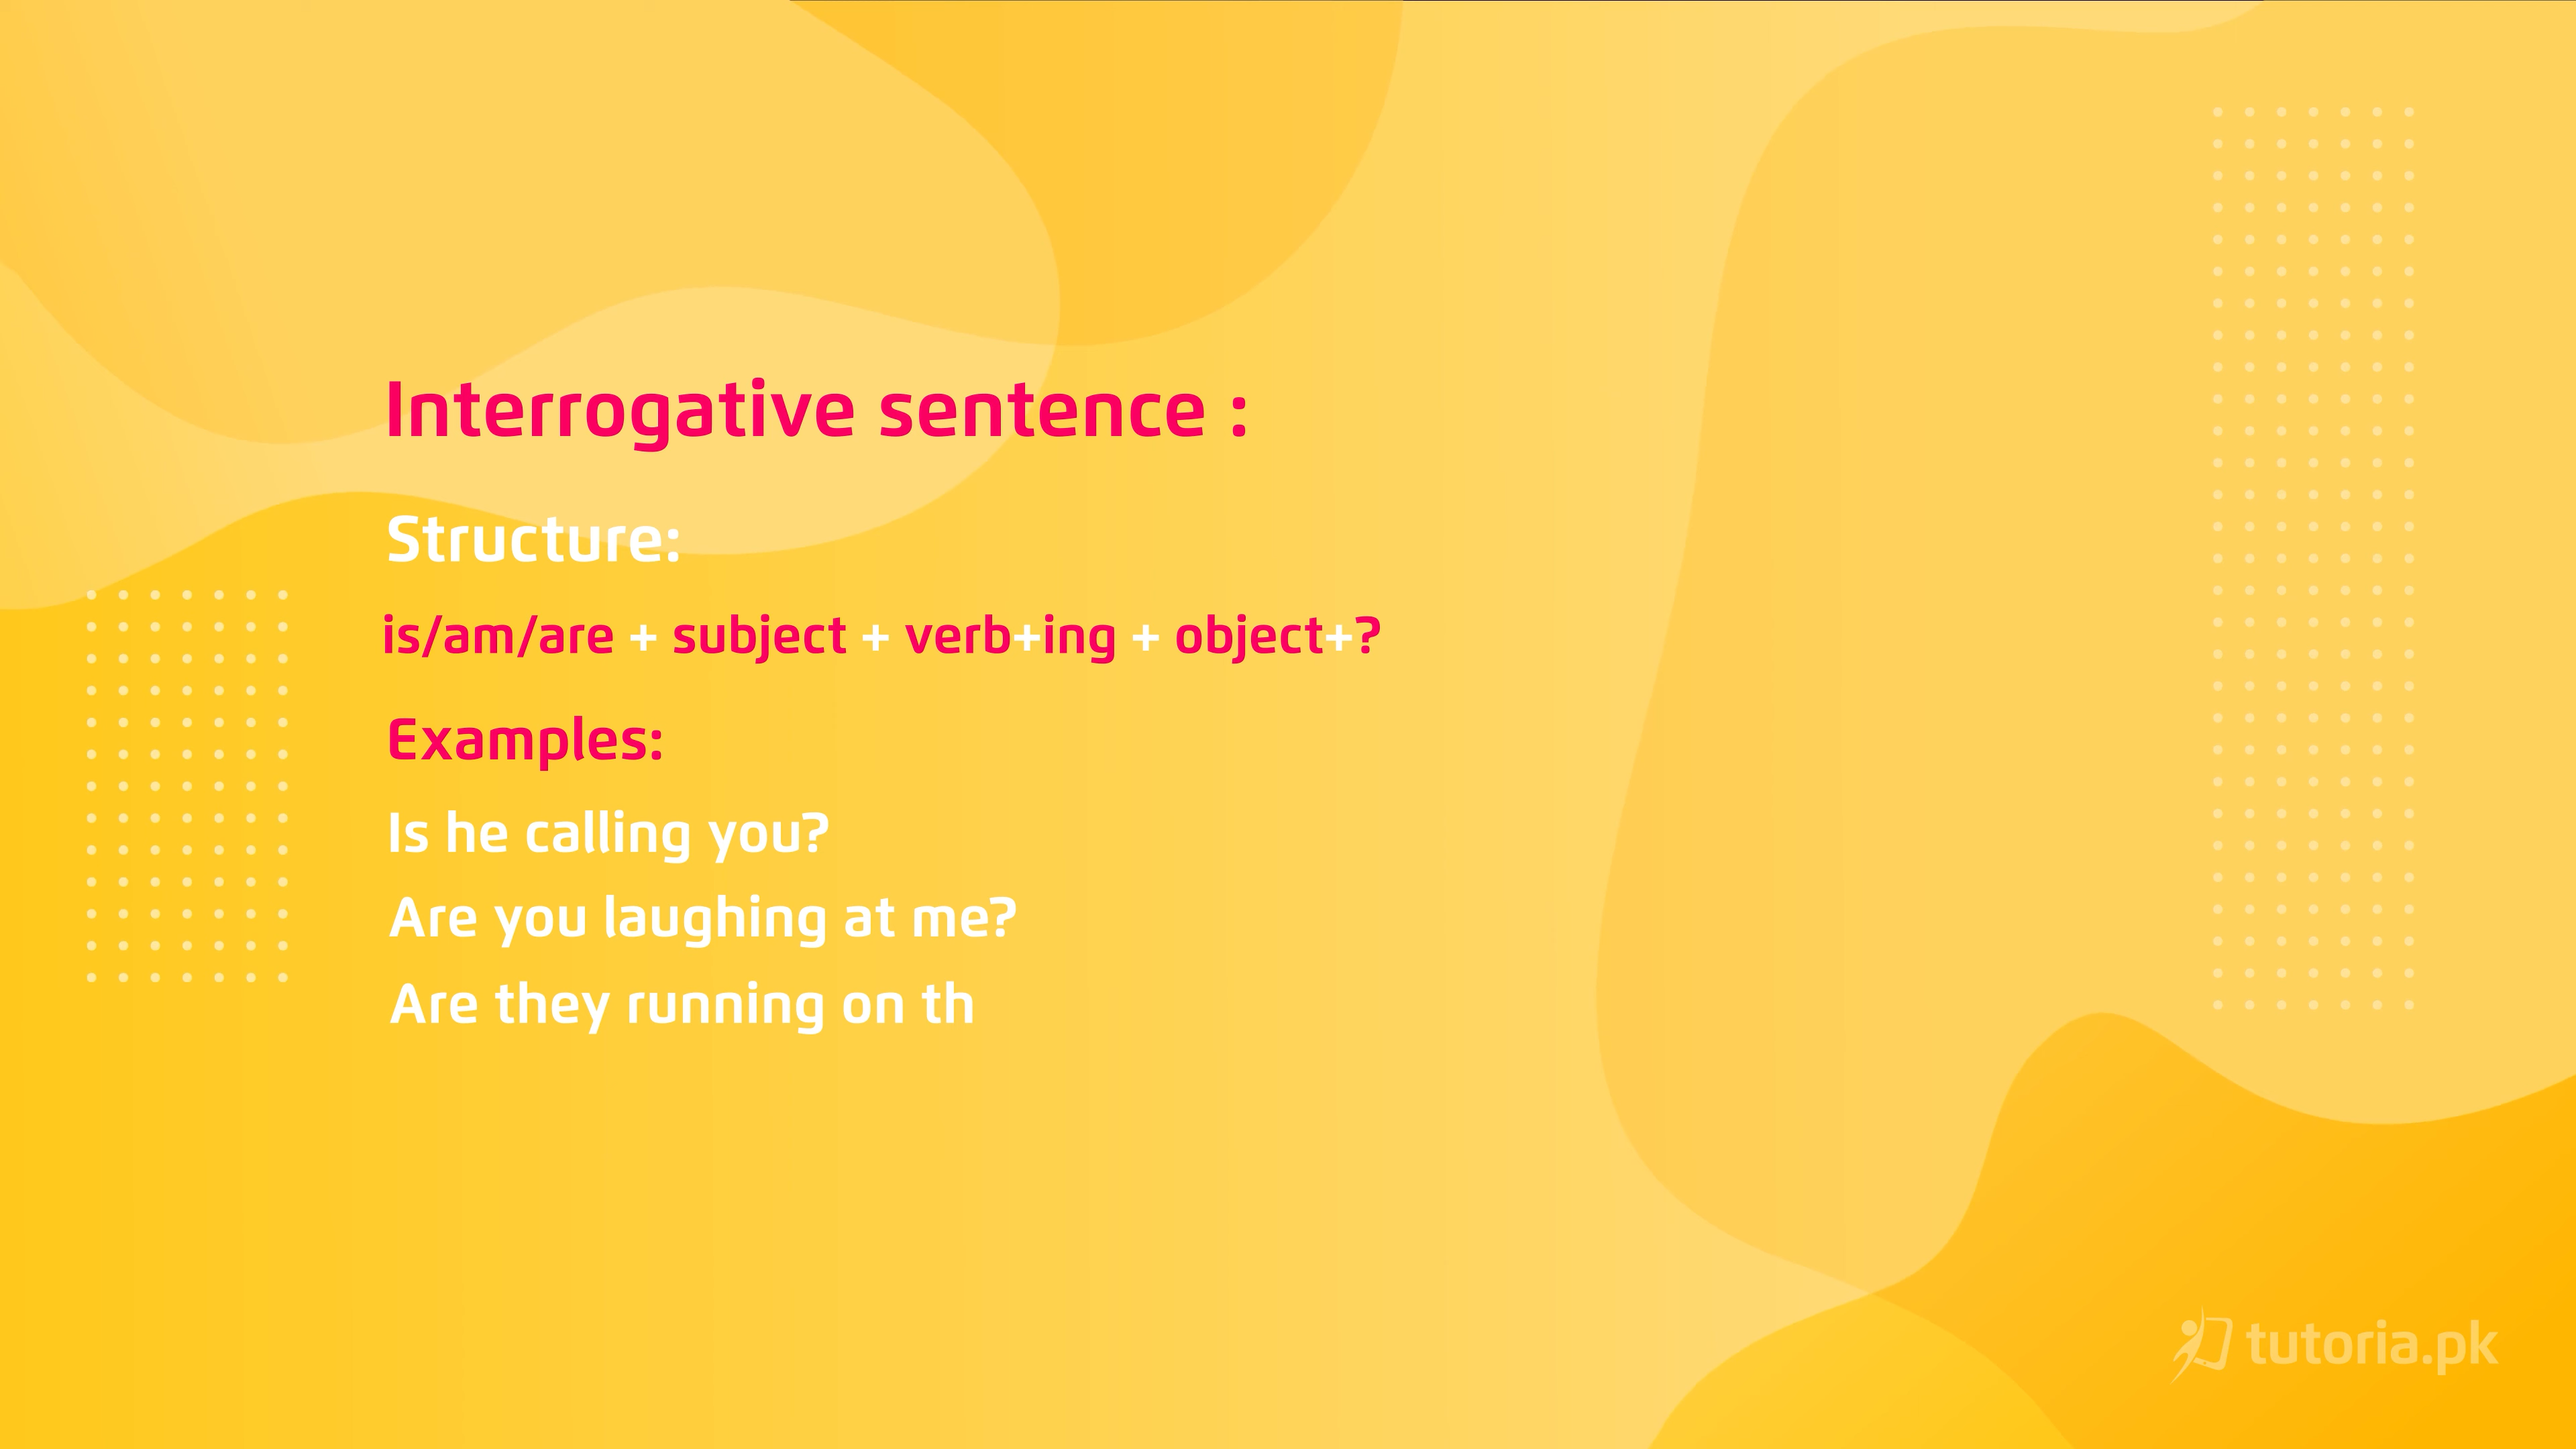 Interrogative sentence :
Structure:
is/am/are + subject + verb+ing + object+?
Examples:
Is he calling you?
Are you laughing at me?
Are they running on th
tutoria.pk